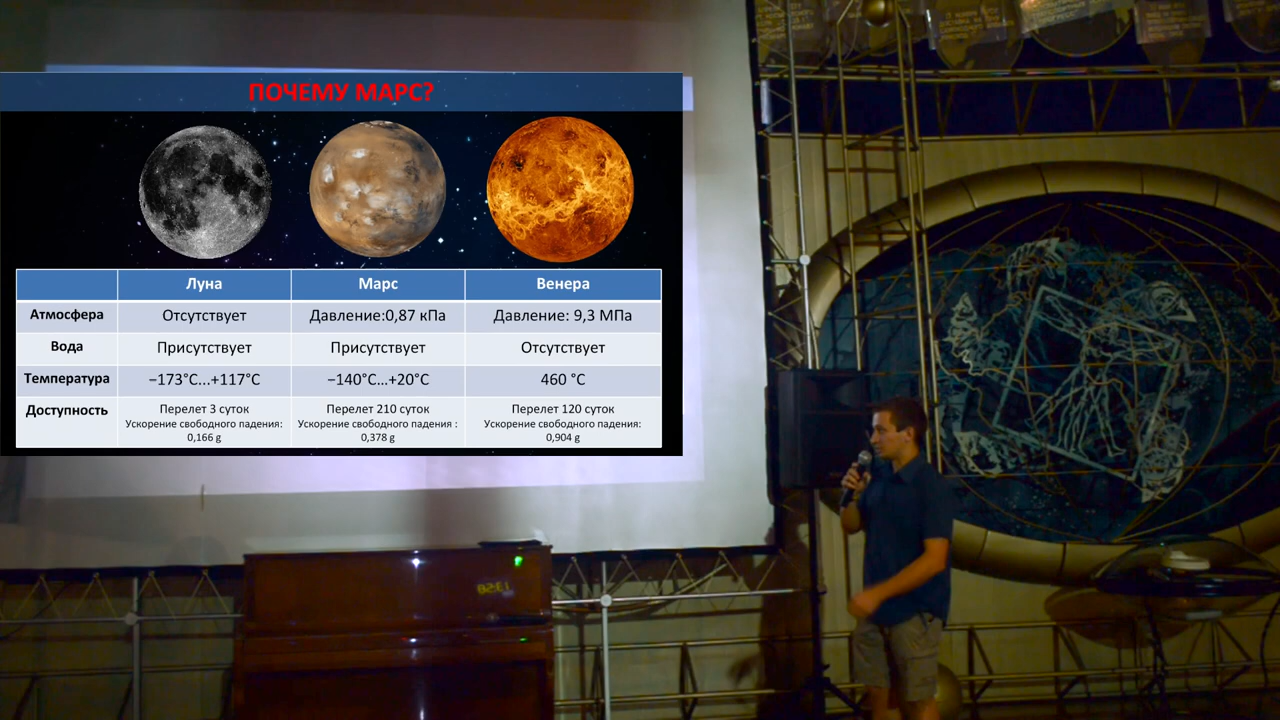 ПОЧЕМУ МАРС?
Луна Марс Венера
Атмосфера Отсутствует Давление:0,87 кПа Давление: 9,3 МПа
Вода Присутствует Присутствует Отсутствует
Температура −173°C...+117°C −140°C...+20°C 460 °C
Доступность Перелет 3 суток Перелет 210 суток Перелет 120 суток
Ускорение свободного падения: Ускорение свободного падения : Ускорение свободного падения:
0,166 g 0,378 g 0,904 g